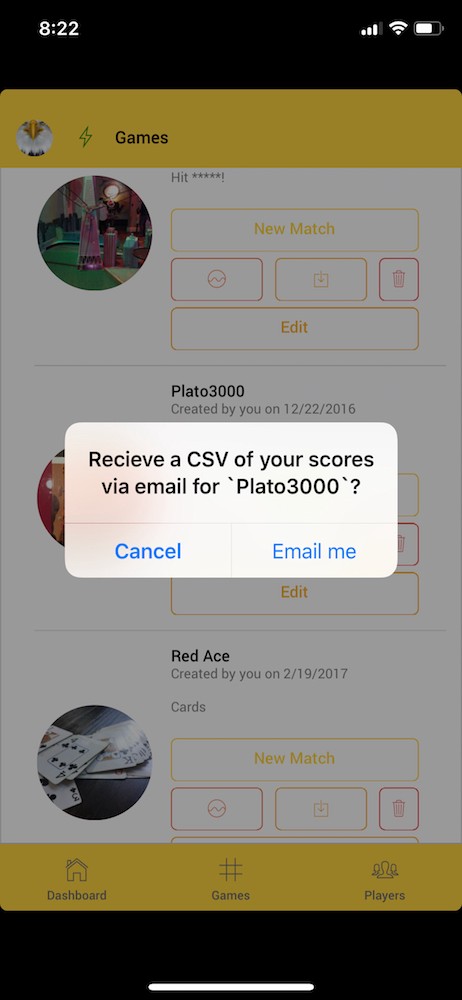 8:22
Games
Hit *****!
New Match
Edit
Plato3000
Created by you on 12/22/2016
Recieve a CSV of your scores
via email for `Plato3000`?
Cancel
Email me
Edit
Red Ace
Created by you on 2/19/2017
Cards
New Match
Dashboard
Games
Players